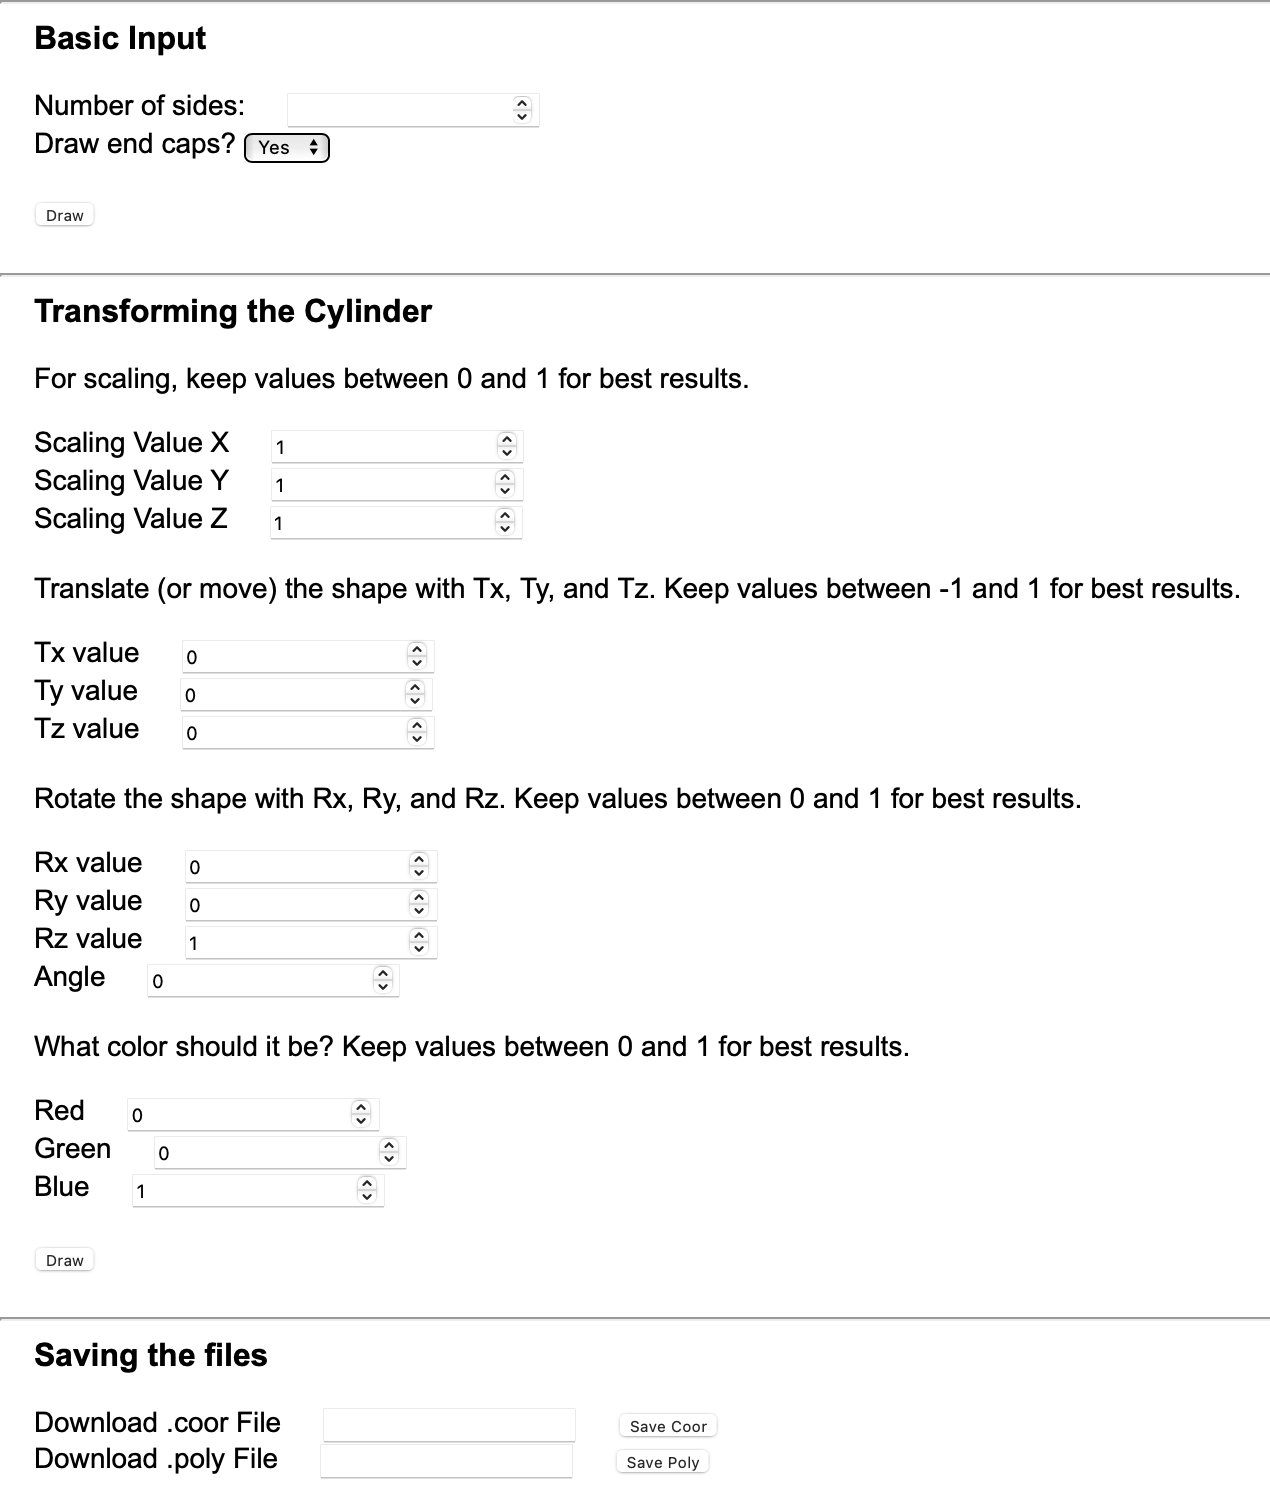 Basic Input
Number of sides:
Draw end caps? Yes
Draw
Transforming the Cylinder
For scaling, keep values between 0 and 1 for best results.
Scaling Value X 1
Scaling Value Y 1
Scaling Value Z 1
Translate (or move) the shape with Tx, Ty, and Tz. Keep values between -1 and 1 for best results.
Tx value 0
Ty value 0
Tz value 0
Rotate the shape with Rx, Ry, and Rz. Keep values between 0 and 1 for best results.
Rx value 0
Ry value 0
Rz value 1
Angle 0
What color should it be? Keep values between 0 and 1 for best results.
Red 0
Green 0
Blue 1
Draw
Saving the files
Download .coor File Save Coor
Download .poly File Save Poly